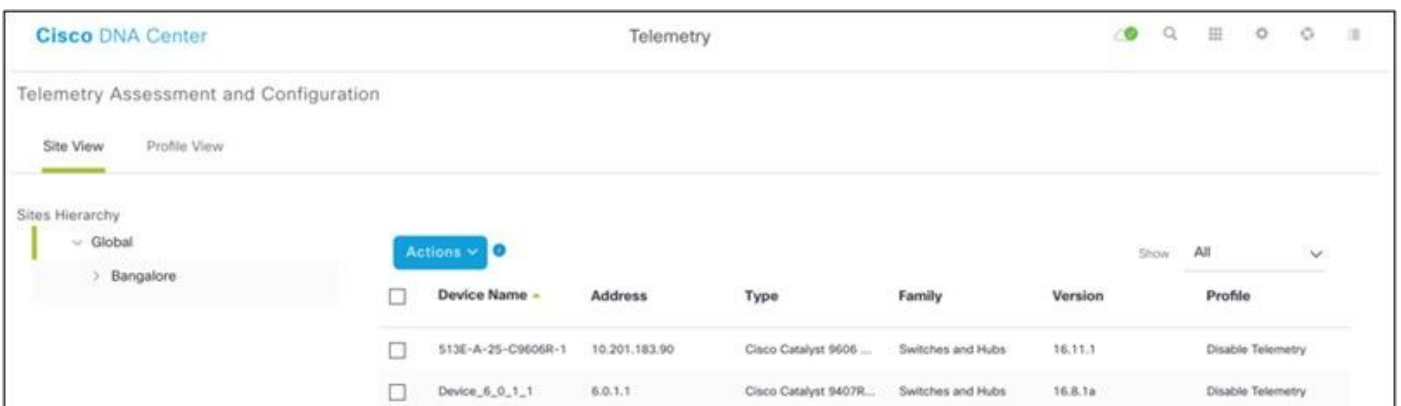 Cisco DNA Center Telemetry
Telemetry Assessment and Configuration
Site View Profile View
Sites Hierarchy
Global
Bangalore
Actions
Show All
Device Name Address Type Family Version Profile
513E-A-25-C9606R-1 10.201.183.90 Cisco Catalyst 9606 ... Switches and Hubs 16.11.1 Disable Telemetry
Device_6_0_1_1 6.0.1.1 Cisco Catalyst 9407R... Switches and Hubs 16.8.1a Disable Telemetry